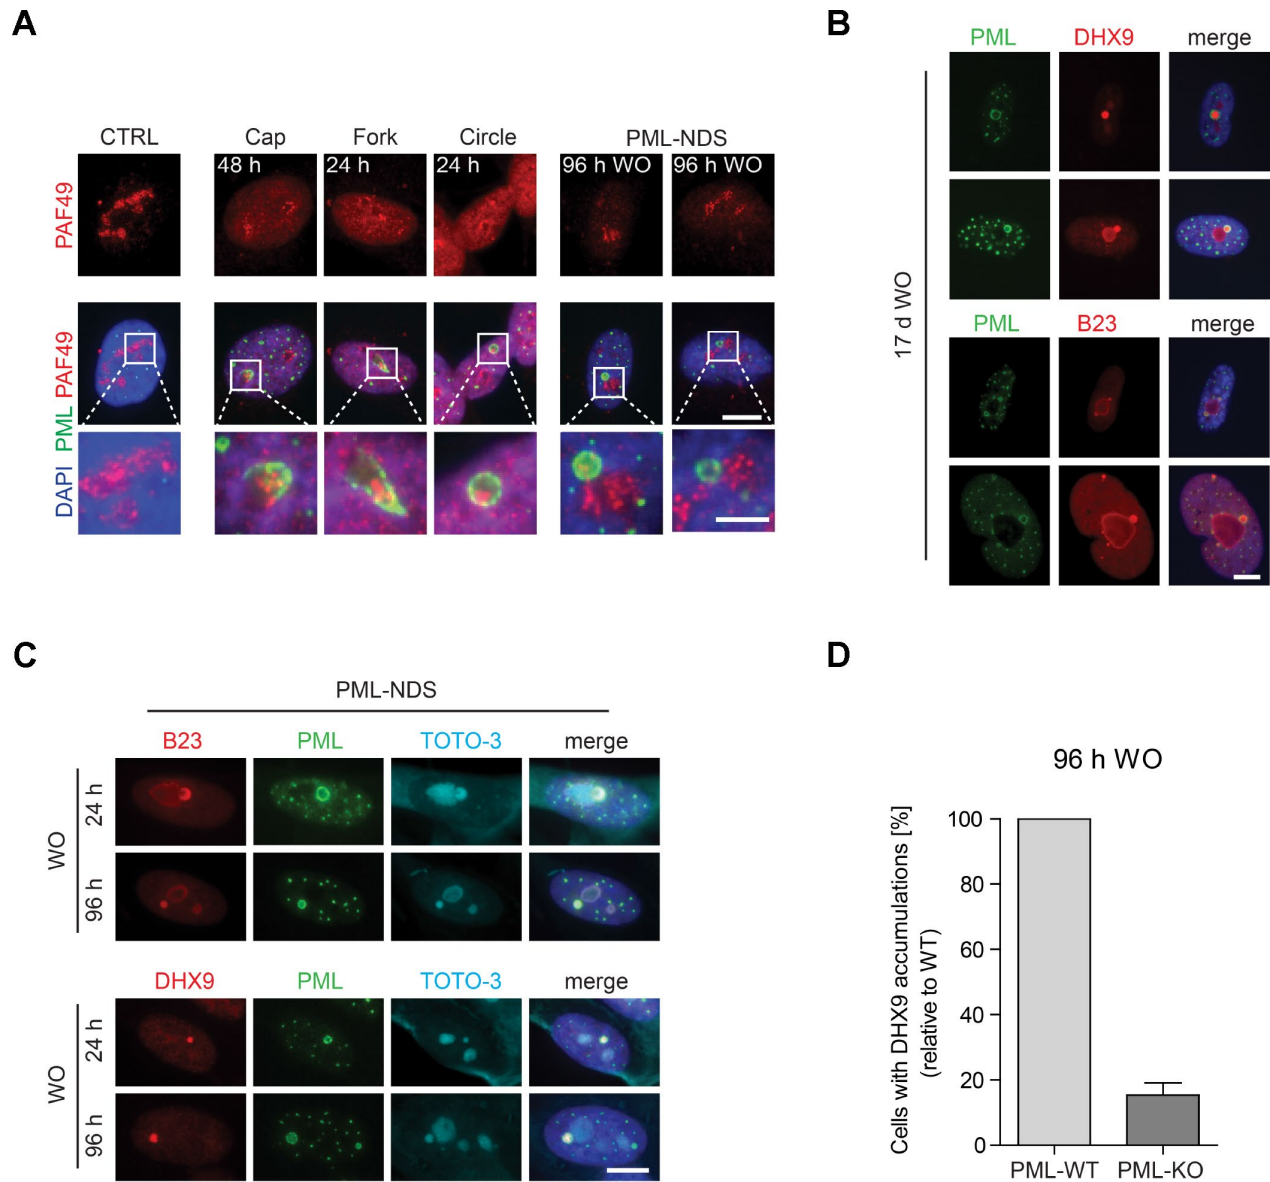 A
CTRL
Cap
Fork
Circle
PML-NDS
48 h
24 h
24 h
96 h WO
96 h WO
PAF49
DAPI PML PAF49
B
PML
DHX9
merge
17 d WO
PML
B23
merge
C
PML-NDS
B23
PML
TOTO-3
merge
WO
24 h
96 h
DHX9
PML
TOTO-3
merge
WO
24 h
96 h
D
96 h WO
Cells with DHX9 accumulations [%]
(relative to WT)
100
80
60
40
20
0
PML-WT
PML-KO